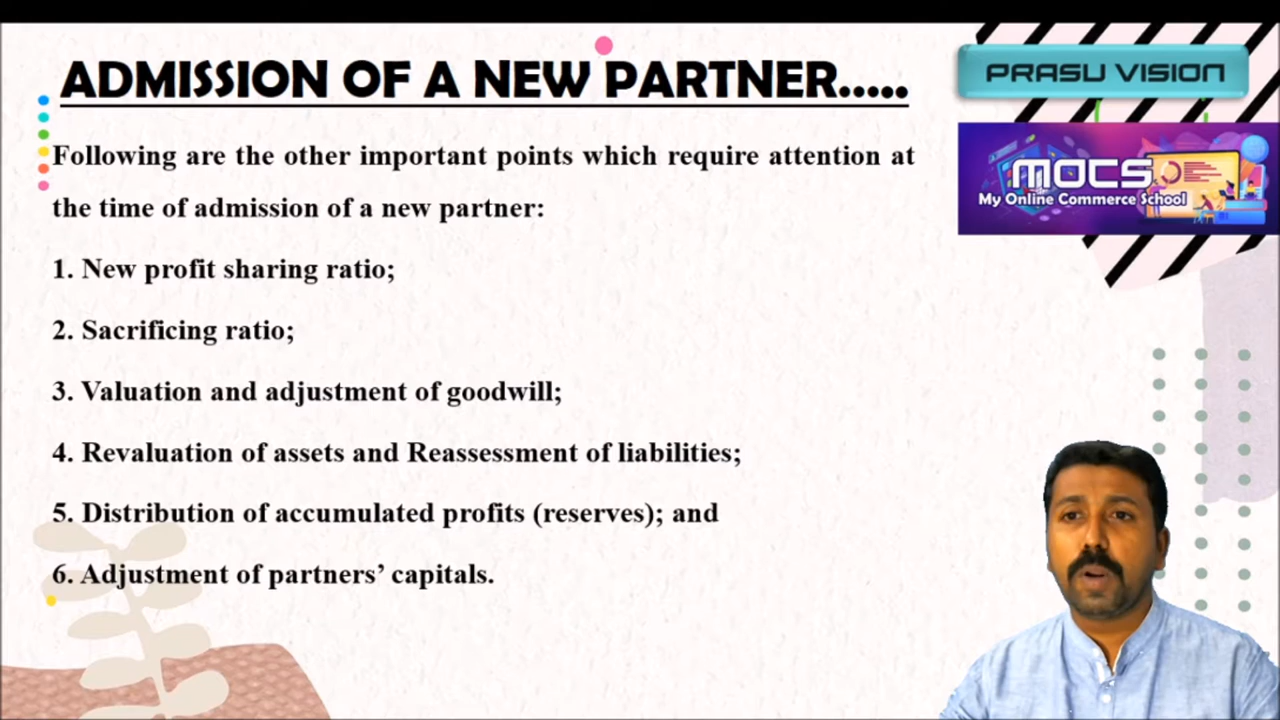 ADMISSION OF A NEW PARTNER.....
PRASU VISION
MOCS
My Online Commerce School
Following are the other important points which require attention at
the time of admission of a new partner:
1. New profit sharing ratio;
2. Sacrificing ratio;
3. Valuation and adjustment of goodwill;
4. Revaluation of assets and Reassessment of liabilities;
5. Distribution of accumulated profits (reserves); and
6. Adjustment of partners’ capitals.